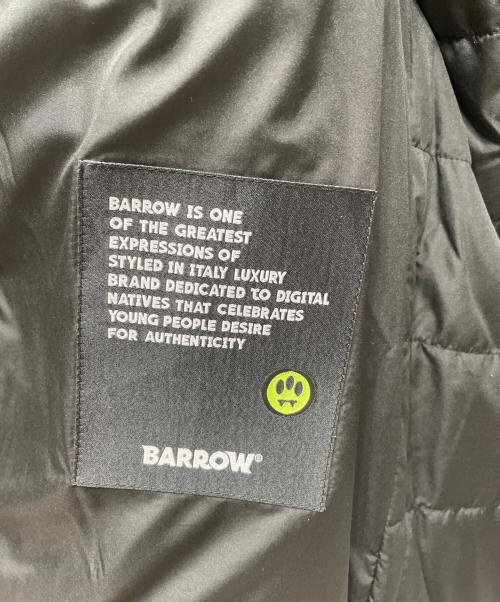 BARROW IS ONE
OF THE GREATEST
EXPRESSIONS OF
STYLED IN ITALY LUXURY
BRAND DEDICATED TO DIGITAL
NATIVES THAT CELEBRATES
YOUNG PEOPLE DESIRE
FOR AUTHENTICITY
BARROW®